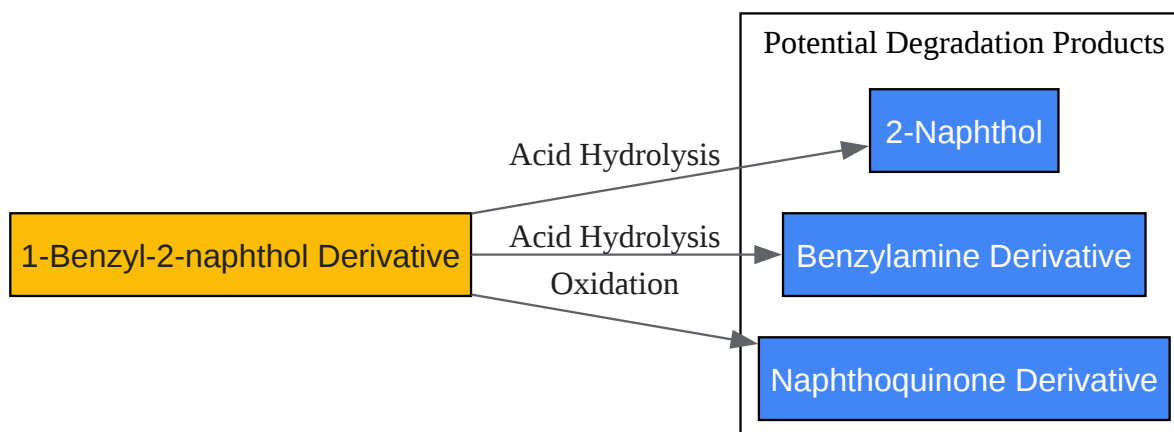 Potential Degradation Products
2-Naphthol
Acid Hydrolysis
1-Benzyl-2-naphthol Derivative
Acid Hydrolysis
Benzylamine Derivative
Oxidation
Naphthoquinone Derivative